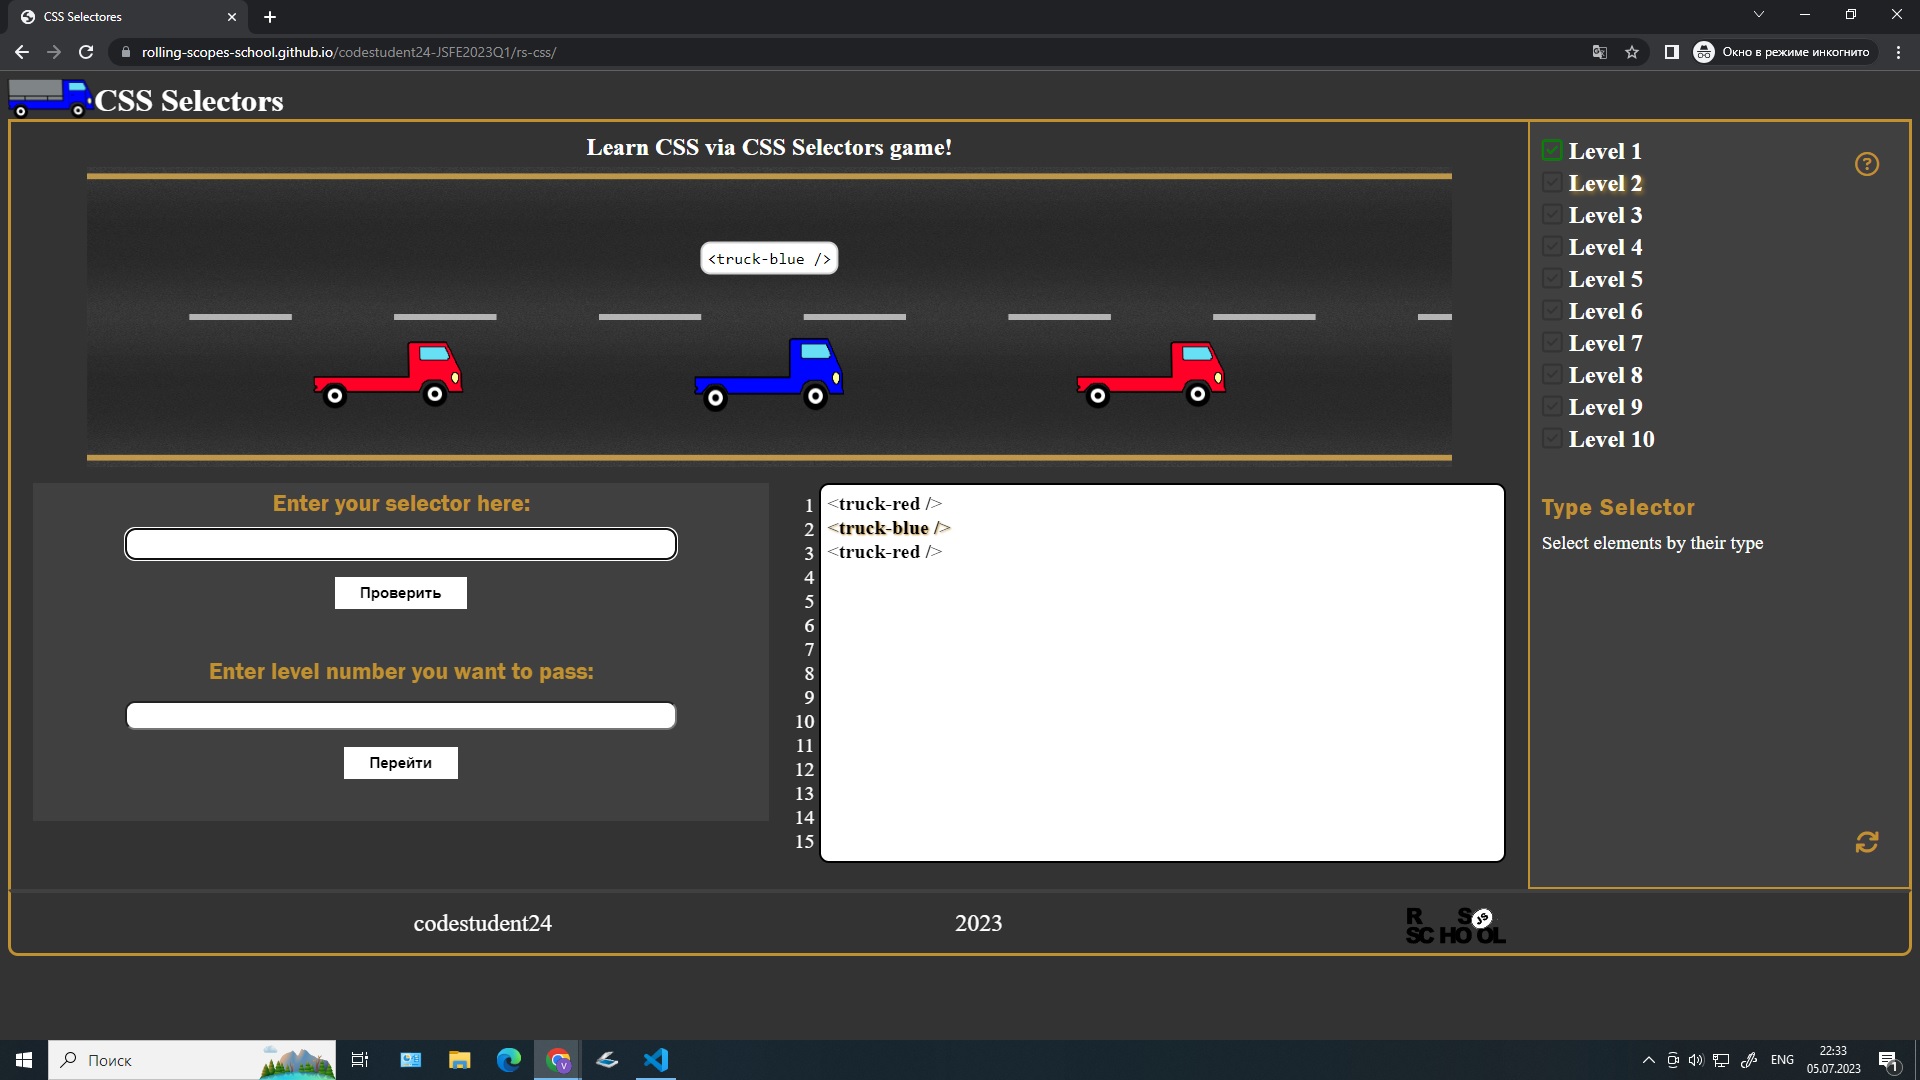 CSS Selectores
rolling-scopes-school.github.io/codestudent24-JSFE2023Q1/rs-css/
Окно в режиме инкогнито
CSS Selectors
Learn CSS via CSS Selectors game!
<truck-blue />
Enter your selector here:
Проверить
Enter level number you want to pass:
Перейти
1 <truck-red />
2 <truck-blue />
3 <truck-red />
4
5
6
7
8
9
10
11
12
13
14
15
Level 1
Level 2
Level 3
Level 4
Level 5
Level 6
Level 7
Level 8
Level 9
Level 10
Type Selector
Select elements by their type
codestudent24
2023
R S JS
SCHOOL
Поиск
ENG
22:33
05.07.2023
1